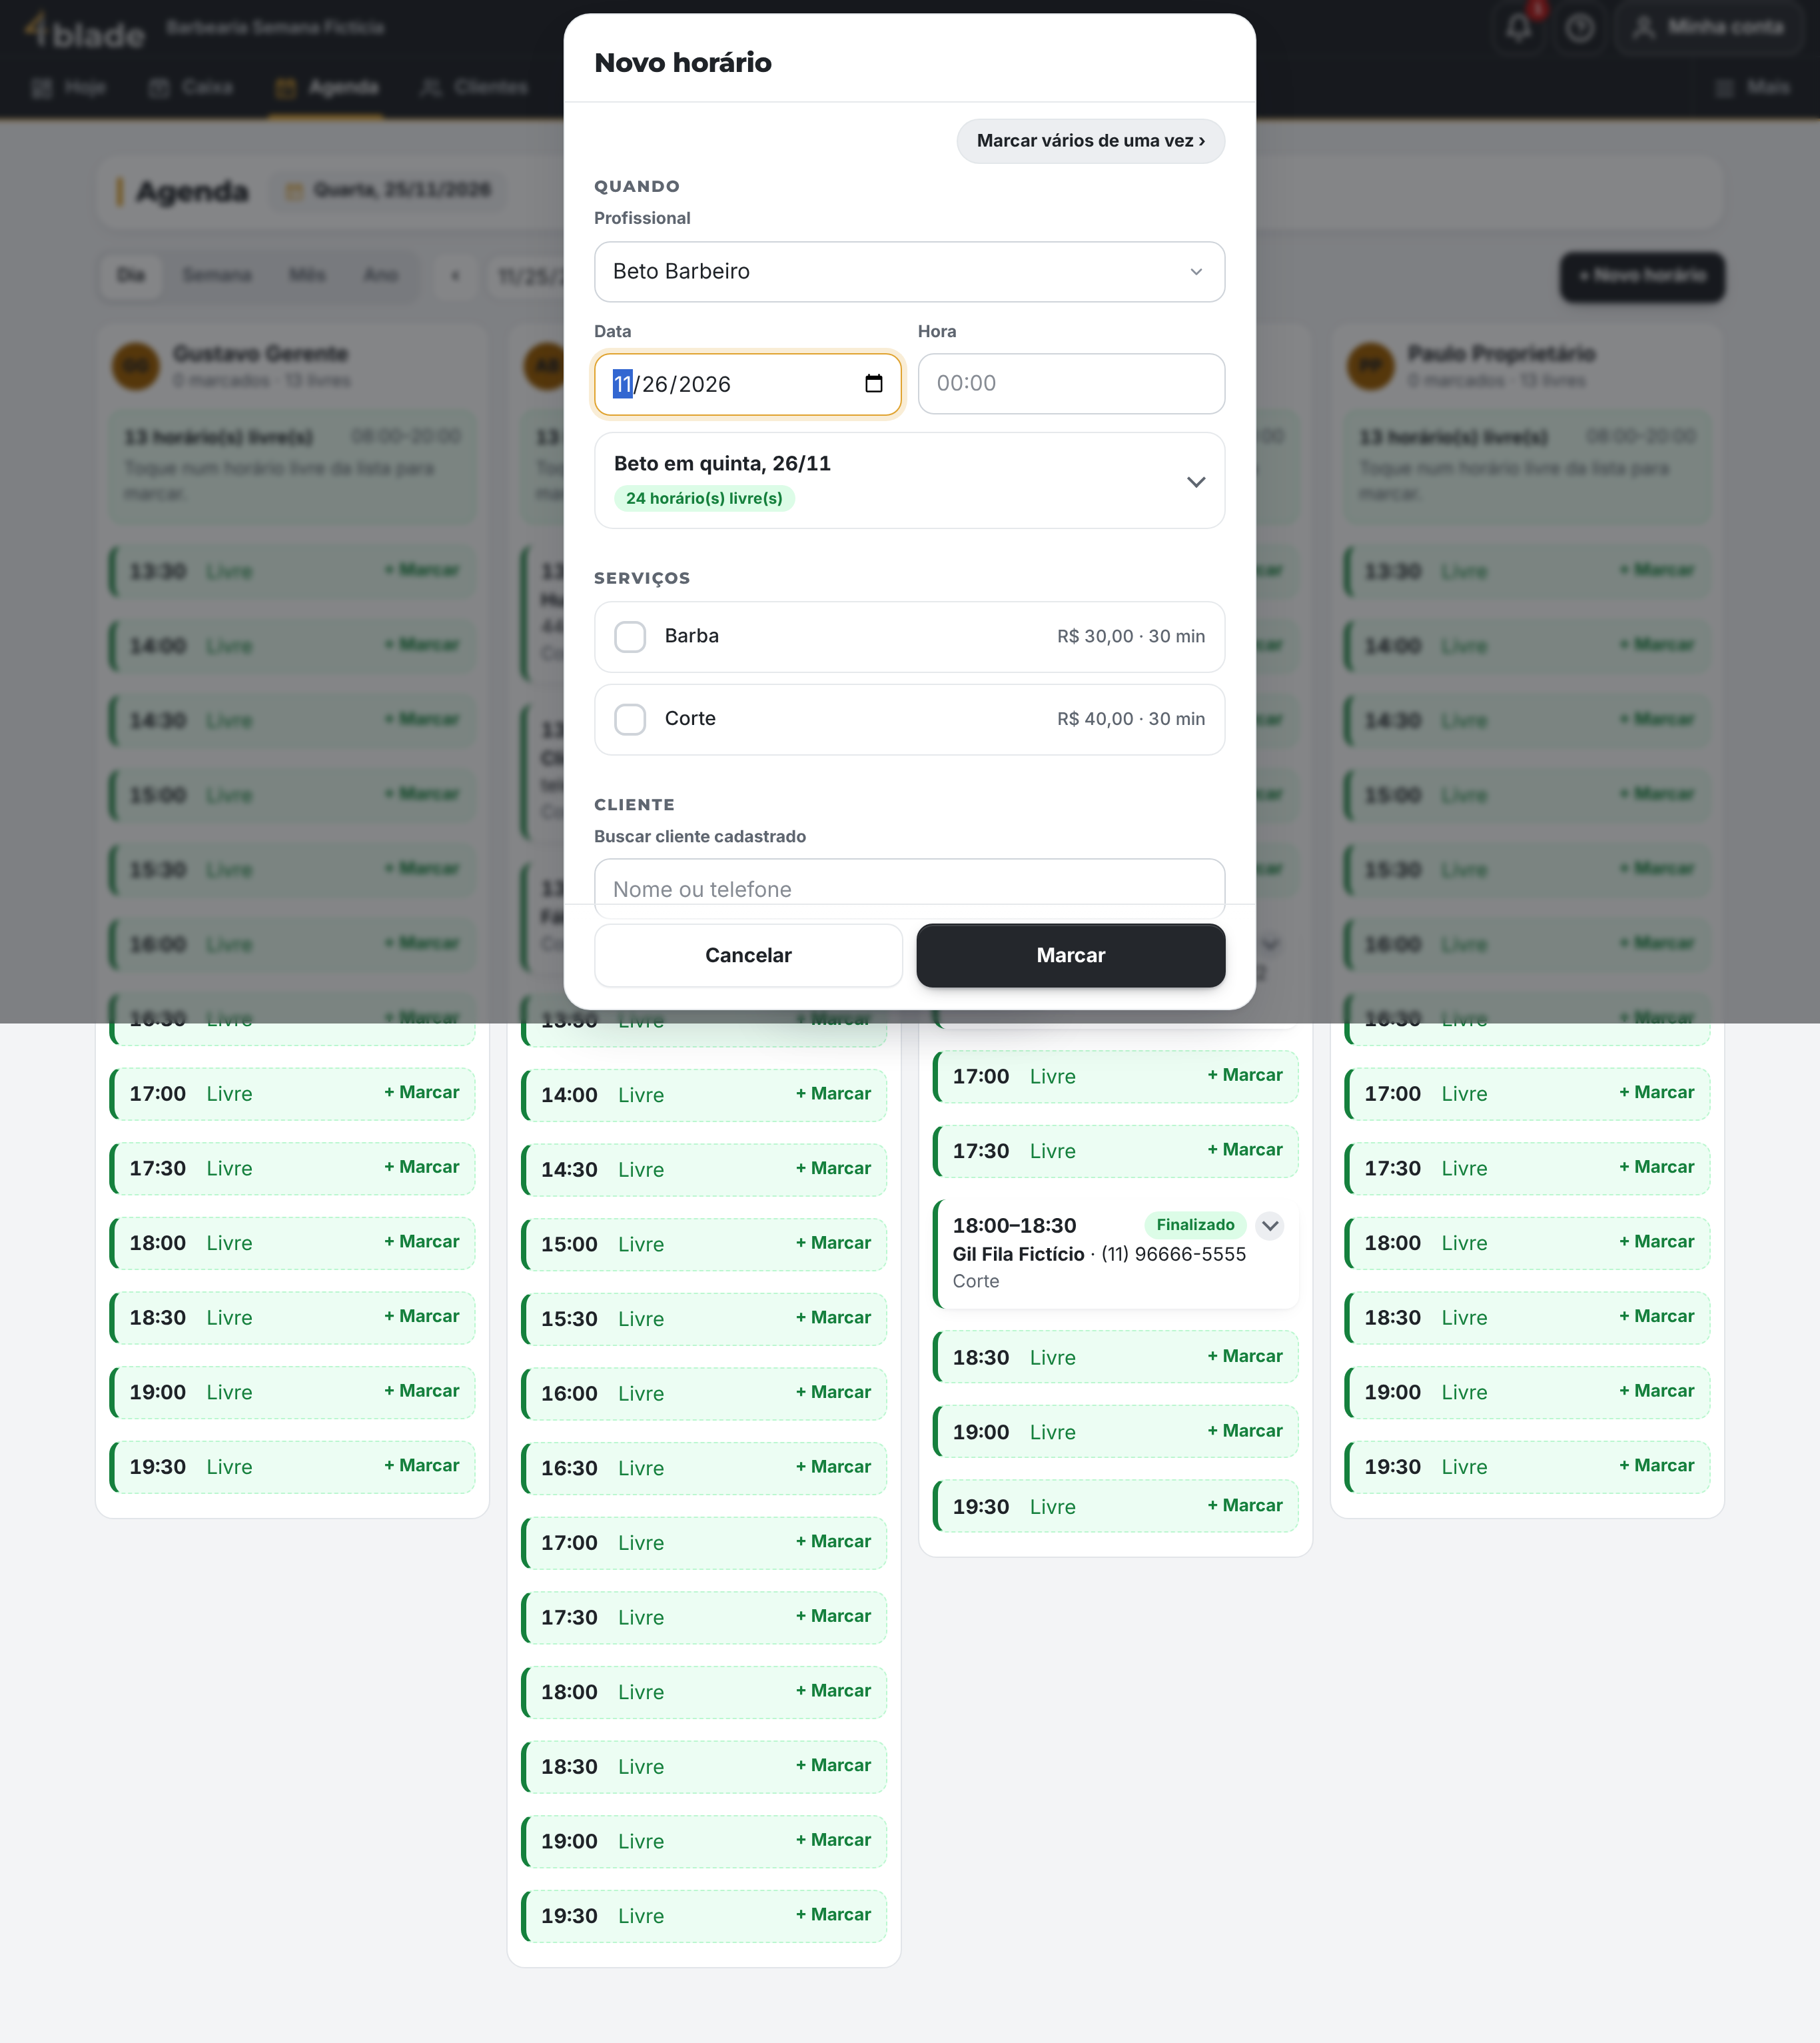 4blade
Barbearia Semana Fictícia
Minha conta
Hoje
Caixa
Agenda
Clientes
Mais
Agenda
Quarta, 25/11/2026
Dia
Semana
Mês
Ano
+ Novo horário
Novo horário
Marcar vários de uma vez ›
QUANDO
Profissional
Beto Barbeiro
Data
Hora
11/26/2026
00:00
Beto em quinta, 26/11
24 horário(s) livre(s)
SERVIÇOS
Barba
R$ 30,00 · 30 min
Corte
R$ 40,00 · 30 min
CLIENTE
Buscar cliente cadastrado
Nome ou telefone
Cancelar
Marcar
Gustavo Gerente
0 marcados · 13 livres
13 horário(s) livre(s)
08:00–20:00
Toque num horário livre da lista para
marcar.
13:30 Livre + Marcar
14:00 Livre + Marcar
14:30 Livre + Marcar
15:00 Livre + Marcar
15:30 Livre + Marcar
16:00 Livre + Marcar
16:30 Livre + Marcar
17:00 Livre + Marcar
17:30 Livre + Marcar
18:00 Livre + Marcar
18:30 Livre + Marcar
19:00 Livre + Marcar
19:30 Livre + Marcar
13:50 Livre + Marcar
14:00 Livre + Marcar
14:30 Livre + Marcar
15:00 Livre + Marcar
15:30 Livre + Marcar
16:00 Livre + Marcar
16:30 Livre + Marcar
17:00 Livre + Marcar
17:30 Livre + Marcar
18:00 Livre + Marcar
18:30 Livre + Marcar
19:00 Livre + Marcar
19:30 Livre + Marcar
17:00 Livre + Marcar
17:30 Livre + Marcar
18:00–18:30 Finalizado
Gil Fila Fictício · (11) 96666-5555
Corte
18:30 Livre + Marcar
19:00 Livre + Marcar
19:30 Livre + Marcar
Paulo Proprietário
0 marcados · 13 livres
13 horário(s) livre(s)
08:00–20:00
Toque num horário livre da lista para
marcar.
13:30 Livre + Marcar
14:00 Livre + Marcar
14:30 Livre + Marcar
15:00 Livre + Marcar
15:30 Livre + Marcar
16:00 Livre + Marcar
16:30 Livre + Marcar
17:00 Livre + Marcar
17:30 Livre + Marcar
18:00 Livre + Marcar
18:30 Livre + Marcar
19:00 Livre + Marcar
19:30 Livre + Marcar